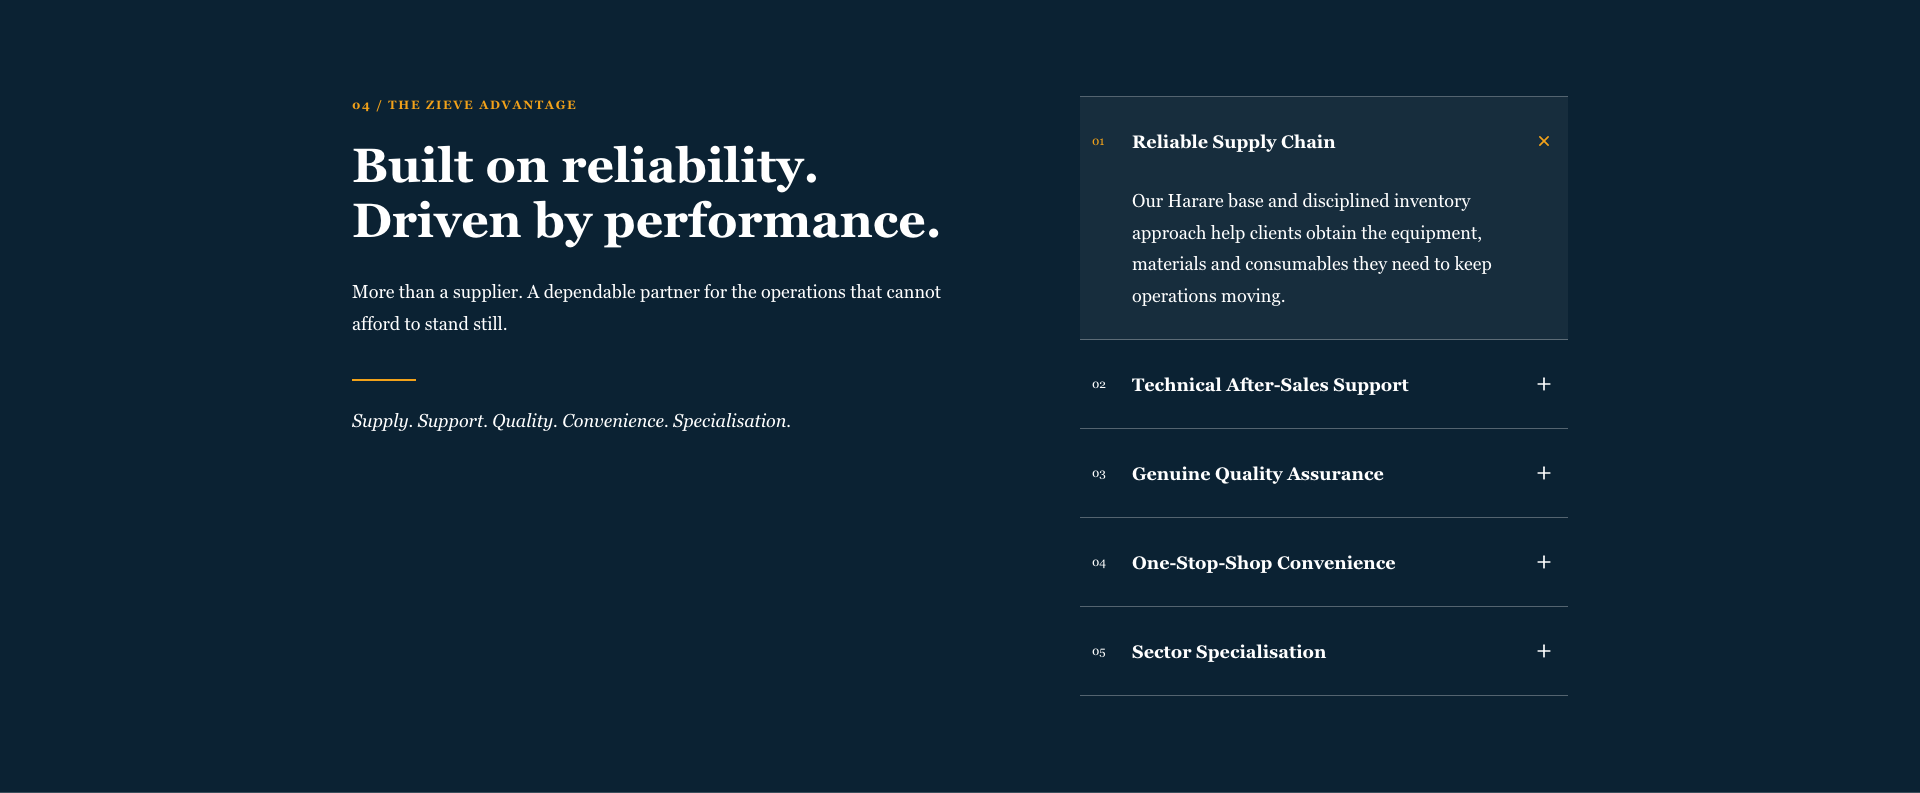 04 / THE ZIEVE ADVANTAGE
Built on reliability.
Driven by performance.
More than a supplier. A dependable partner for the operations that cannot
afford to stand still.
Supply. Support. Quality. Convenience. Specialisation.
01 Reliable Supply Chain ×
Our Harare base and disciplined inventory
approach help clients obtain the equipment,
materials and consumables they need to keep
operations moving.
02 Technical After-Sales Support +
03 Genuine Quality Assurance +
04 One-Stop-Shop Convenience +
05 Sector Specialisation +